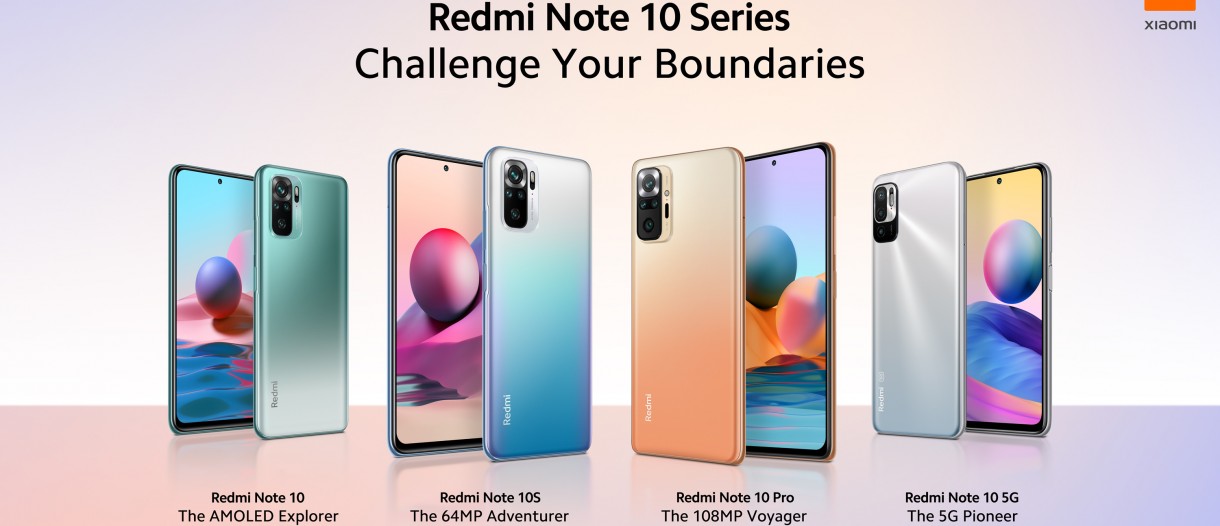 Redmi Note 10 Series
xiaomi
Challenge Your Boundaries
Redmi
Redmi
Redmi
Redmi
Redmi Note 10
The AMOLED Explorer
Redmi Note 10S
The 64MP Adventurer
Redmi Note 10 Pro
The 108MP Voyager
Redmi Note 10 5G
The 5G Pioneer